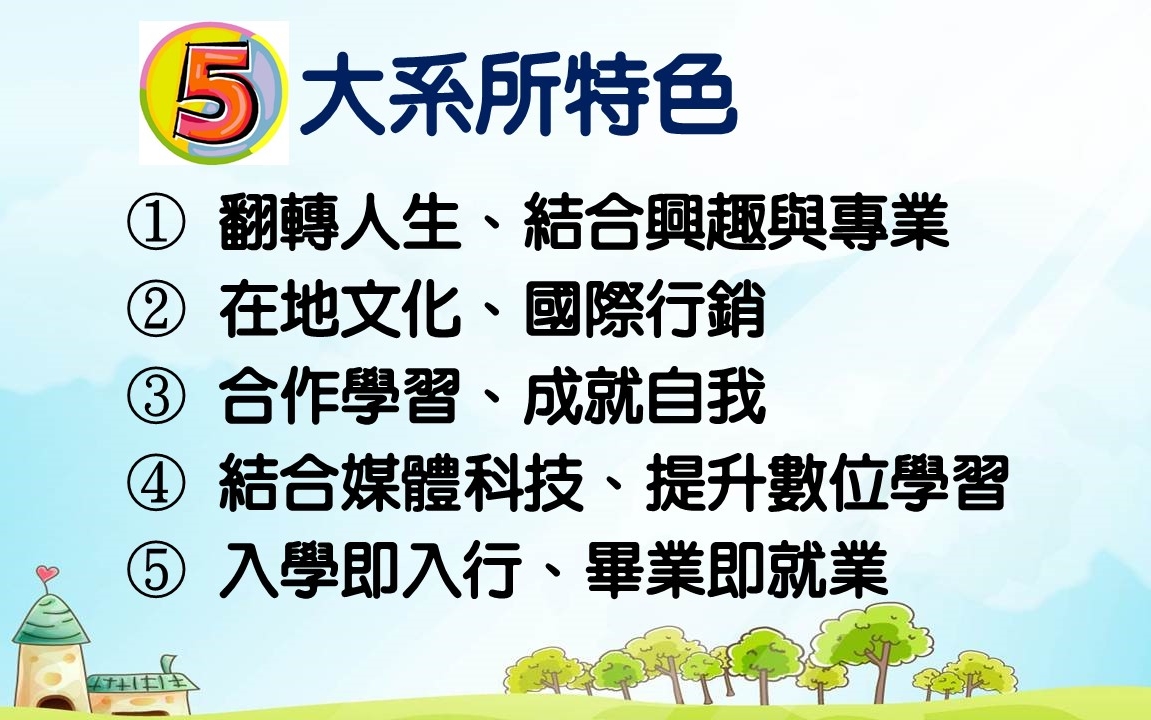 5大系所特色
① 翻轉人生、結合興趣與專業
② 在地文化、國際行銷
③ 合作學習、成就自我
④ 結合媒體科技、提升數位學習
⑤ 入學即入行、畢業即就業